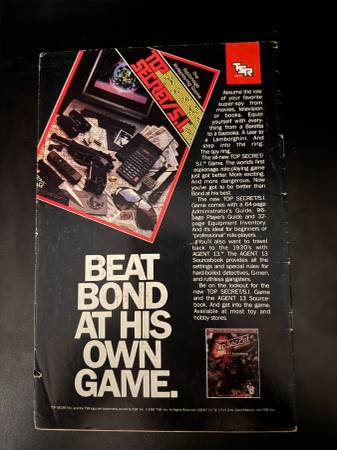 TSR
The
Espionage
Roleplaying Game
TOP
SECRET/S.I.
Assume the role
of your favorite
super-spy from
movies, television
or books. Equip
yourself with every-
thing from a Beretta
to a bazooka. A Lear to
a Lamborghini. And
step into the ring.
The spy ring.
The all-new TOP SECRET/
S.I.™ Game. The world's first
espionage role-playing game
just got better. More exciting.
And more dangerous. Now
you've got to be better than
Bond at his best.
The new TOP SECRET/S.I.
Game comes with a 64-page
Administrator's Guide, 96-
page Player's Guide and 32-
page Equipment Inventory.
And it's ideal for beginners or
"professional" role-players.
You'll also want to travel
back to the 1930's with
AGENT 13.™ The AGENT 13
Sourcebook provides all the
settings and special rules for
hard-boiled detectives, G-men,
and ruthless gangsters.
Be on the lookout for the
new TOP SECRET/S.I. Game
and the AGENT 13 Source-
book. And get into the game.
Available at most toy and
hobby stores.
BEAT
BOND
AT HIS
OWN
GAME.